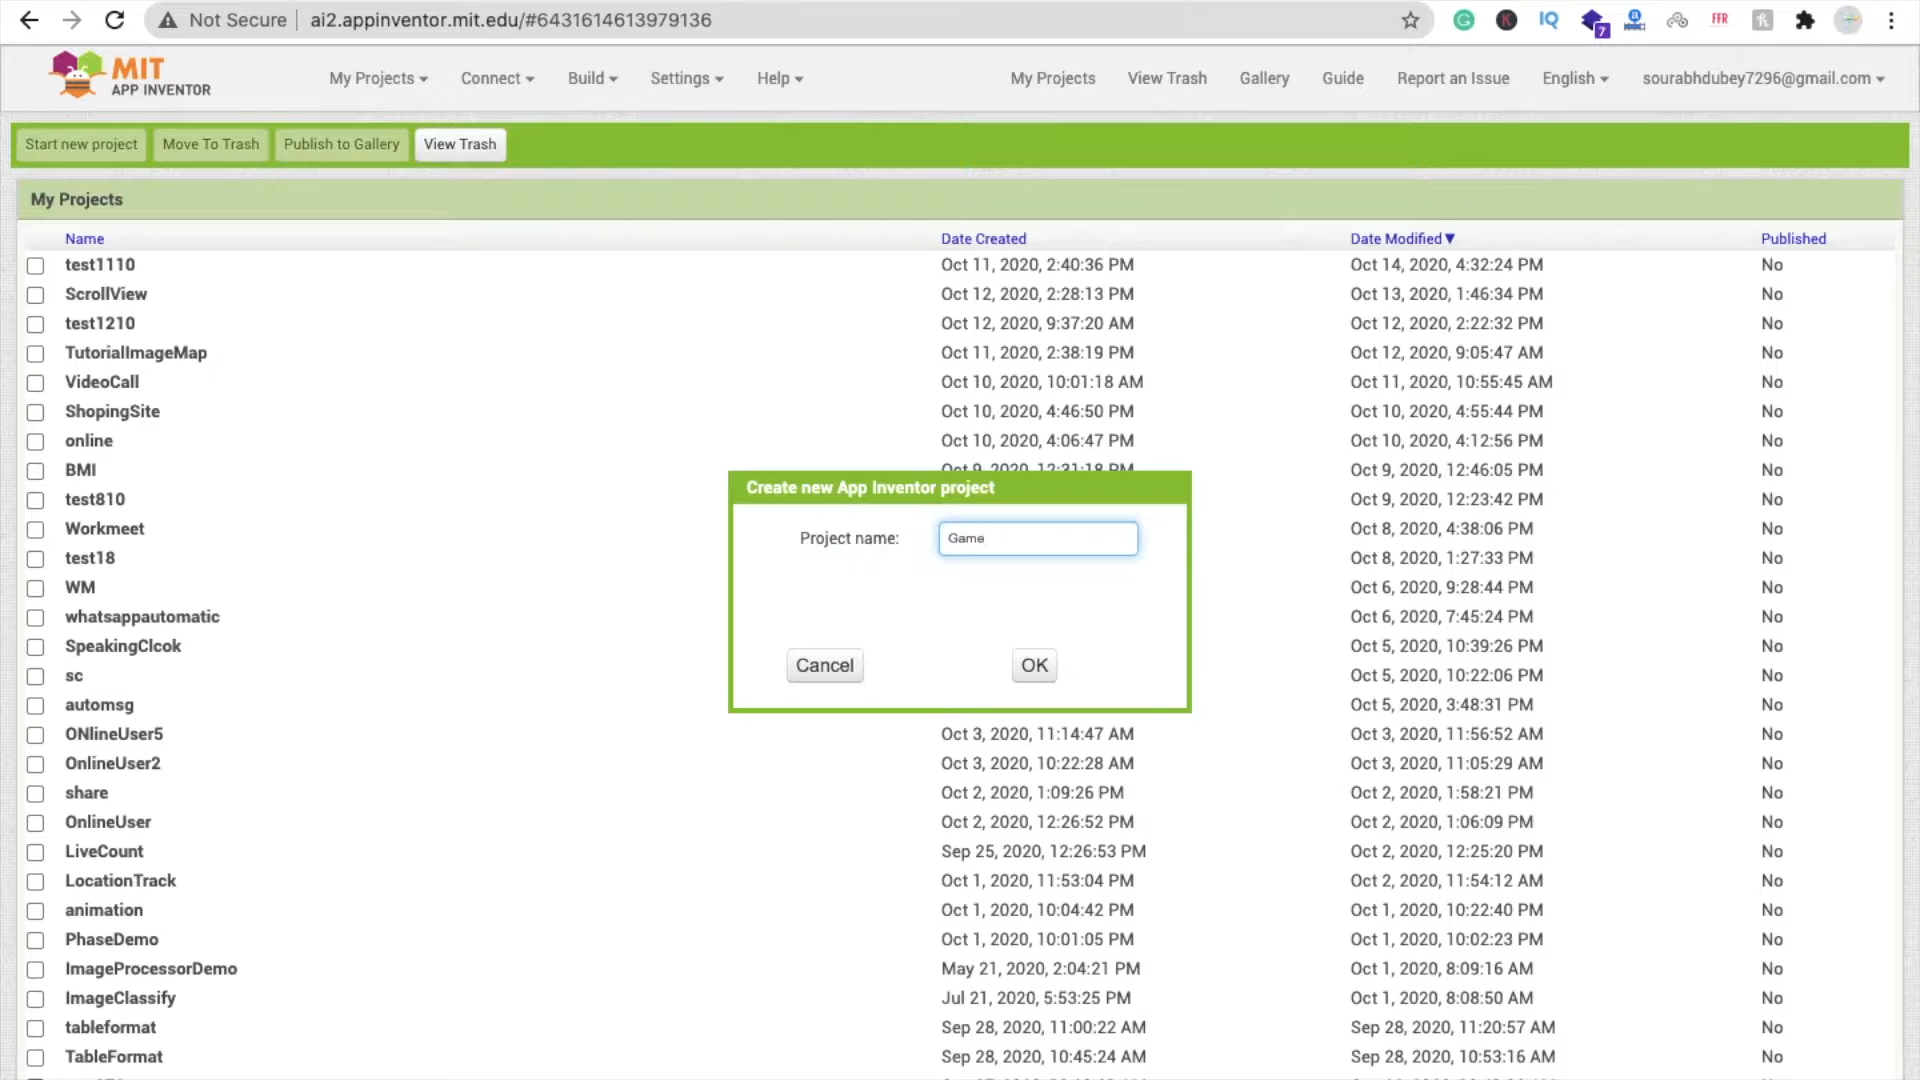 Not Secure ai2.appinventor.mit.edu/#6431614613979136
IQ 7 a FFR
MIT
APP INVENTOR
My Projects Connect Build Settings Help My Projects View Trash Gallery Guide Report an Issue English sourabhdubey7296@gmail.com
Start new project Move To Trash Publish to Gallery View Trash
My Projects
Name Date Created Date Modified Published
test1110 Oct 11, 2020, 2:40:36 PM Oct 14, 2020, 4:32:24 PM No
ScrollView Oct 12, 2020, 2:28:13 PM Oct 13, 2020, 1:46:34 PM No
test1210 Oct 12, 2020, 9:37:20 AM Oct 12, 2020, 2:22:32 PM No
TutorialImageMap Oct 11, 2020, 2:38:19 PM Oct 12, 2020, 9:05:47 AM No
VideoCall Oct 10, 2020, 10:01:18 AM Oct 11, 2020, 10:55:45 AM No
ShopingSite Oct 10, 2020, 4:46:50 PM Oct 10, 2020, 4:55:44 PM No
online Oct 10, 2020, 4:06:47 PM Oct 10, 2020, 4:12:56 PM No
BMI Oct 9, 2020, 12:31:18 PM Oct 9, 2020, 12:46:05 PM No
test810 Oct 9, 2020, 12:23:42 PM No
Workmeet Oct 8, 2020, 4:38:06 PM No
test18 Oct 8, 2020, 1:27:33 PM No
WM Oct 6, 2020, 9:28:44 PM No
whatsappautomatic Oct 6, 2020, 7:45:24 PM No
SpeakingClcok Oct 5, 2020, 10:39:26 PM No
sc Oct 5, 2020, 10:22:06 PM No
automsg Oct 5, 2020, 3:48:31 PM No
ONlineUser5 Oct 3, 2020, 11:14:47 AM Oct 3, 2020, 11:56:52 AM No
OnlineUser2 Oct 3, 2020, 10:22:28 AM Oct 3, 2020, 11:05:29 AM No
share Oct 2, 2020, 1:09:26 PM Oct 2, 2020, 1:58:21 PM No
OnlineUser Oct 2, 2020, 12:26:52 PM Oct 2, 2020, 1:06:09 PM No
LiveCount Sep 25, 2020, 12:26:53 PM Oct 2, 2020, 12:25:20 PM No
LocationTrack Oct 1, 2020, 11:53:04 PM Oct 2, 2020, 11:54:12 AM No
animation Oct 1, 2020, 10:04:42 PM Oct 1, 2020, 10:22:40 PM No
PhaseDemo Oct 1, 2020, 10:01:05 PM Oct 1, 2020, 10:02:23 PM No
ImageProcessorDemo May 21, 2020, 2:04:21 PM Oct 1, 2020, 8:09:16 AM No
ImageClassify Jul 21, 2020, 5:53:25 PM Oct 1, 2020, 8:08:50 AM No
tableformat Sep 28, 2020, 11:00:22 AM Sep 28, 2020, 11:20:57 AM No
TableFormat Sep 28, 2020, 10:45:24 AM Sep 28, 2020, 10:53:16 AM No
Create new App Inventor project
Project name: Game
Cancel OK